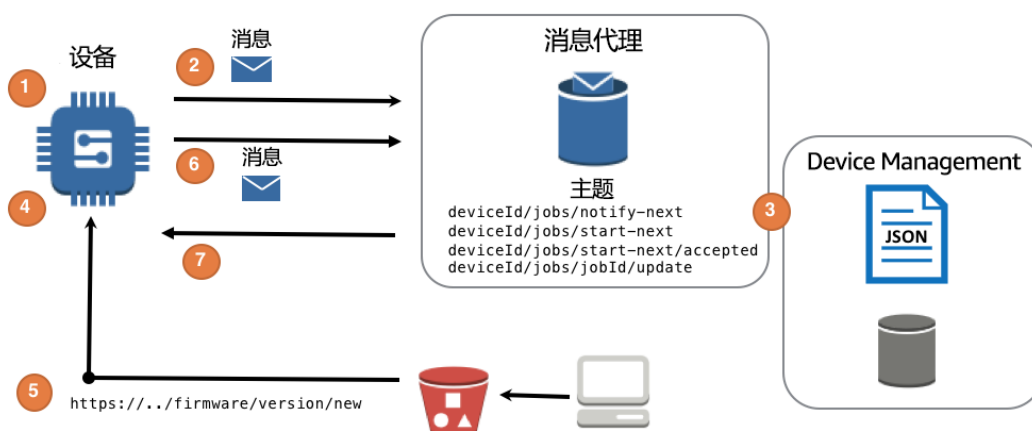 消息
设备
2
1
消息代理
6
消息
Device Management
4
主题
3
deviceId/jobs/notify-next
deviceId/jobs/start-next
JSON
deviceId/jobs/start-next/accepted
deviceId/jobs/jobId/update
7
5
https://../firmware/version/new